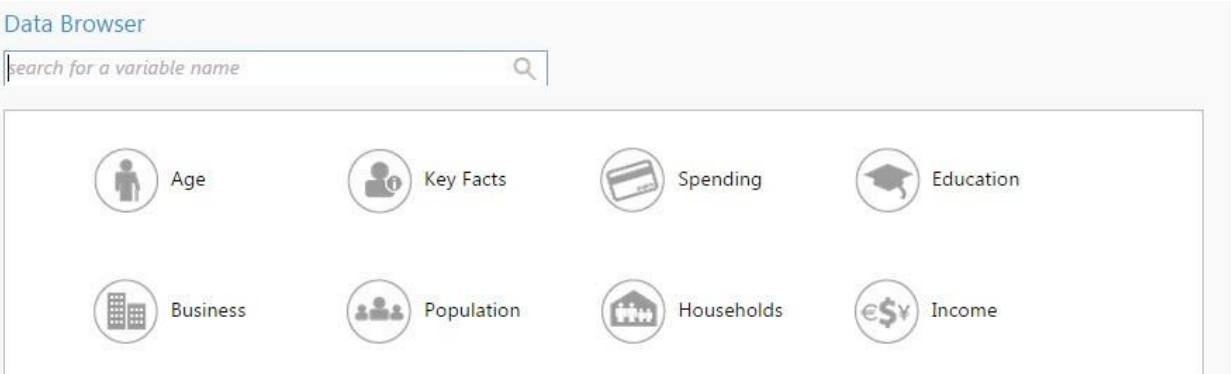 Data Browser
search for a variable name
Age
Key Facts
Spending
Education
Business
Population
Households
€$¥
Income